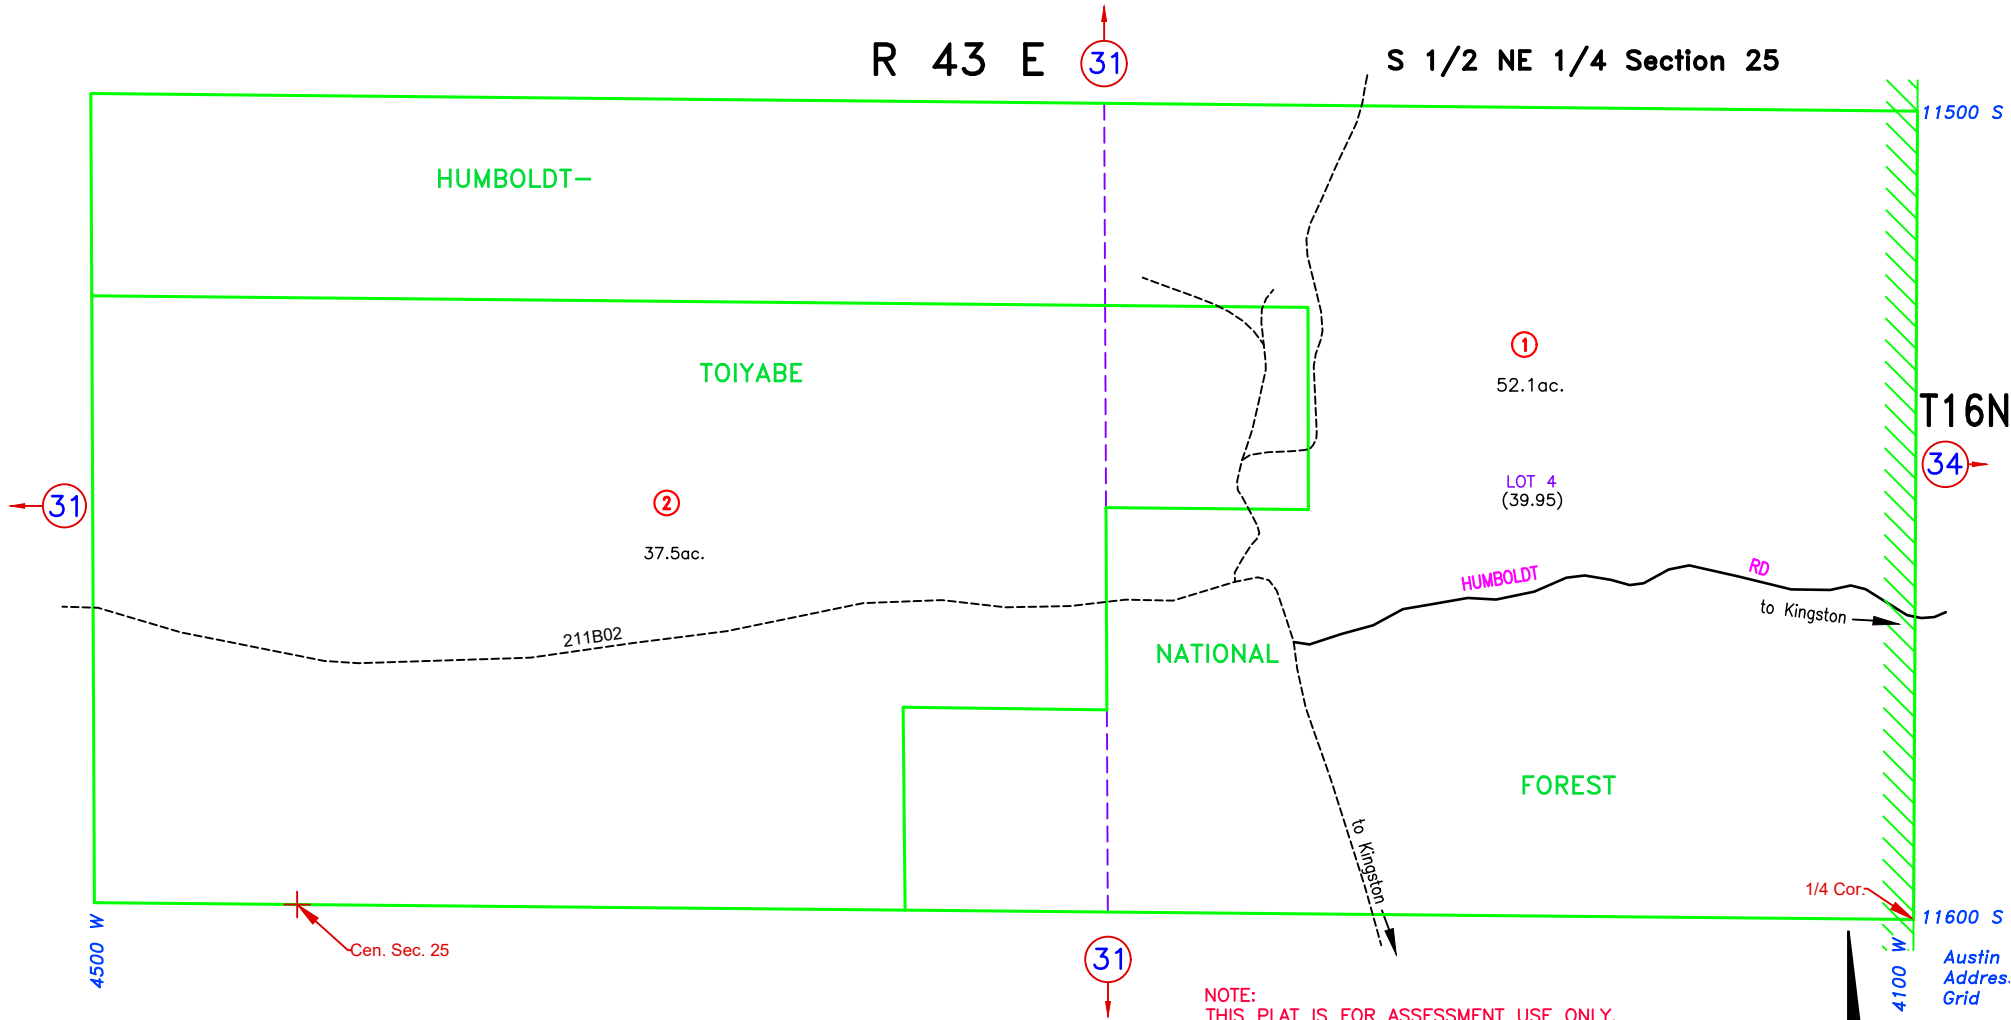 R 43 E
31
S 1/2 NE 1/4 Section 25
11500 S
HUMBOLDT-
TOIYABE
1
52.1ac.
T16N
34
LOT 4
(39.95)
31
2
37.5ac.
HUMBOLDT RD
to Kingston
211B02
NATIONAL
FOREST
to Kingston
1/4 Cor.
11600 S
4500 W
Cen. Sec. 25
31
4100 W
Austin
Addres
Grid
NOTE:
THIS PLAT IS FOR ASSESSMENT USE ONLY.